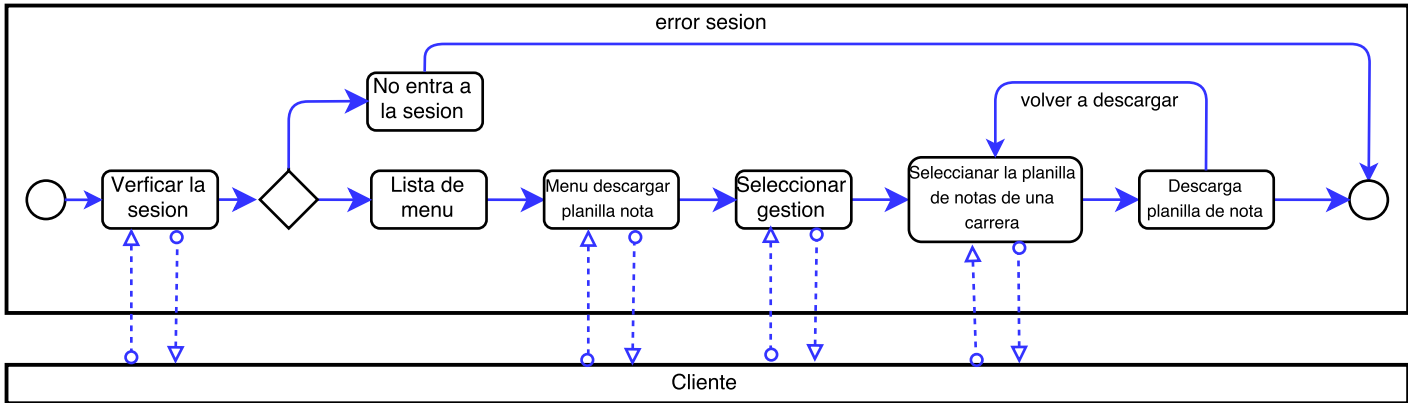 error sesion
No entra a
la sesion
volver a descargar
Verficar la
sesion
Lista de
menu
Menu descargar
planilla nota
Seleccionar
gestion
Seleccianar la planilla
de notas de una
carrera
Descarga
planilla de nota
Cliente